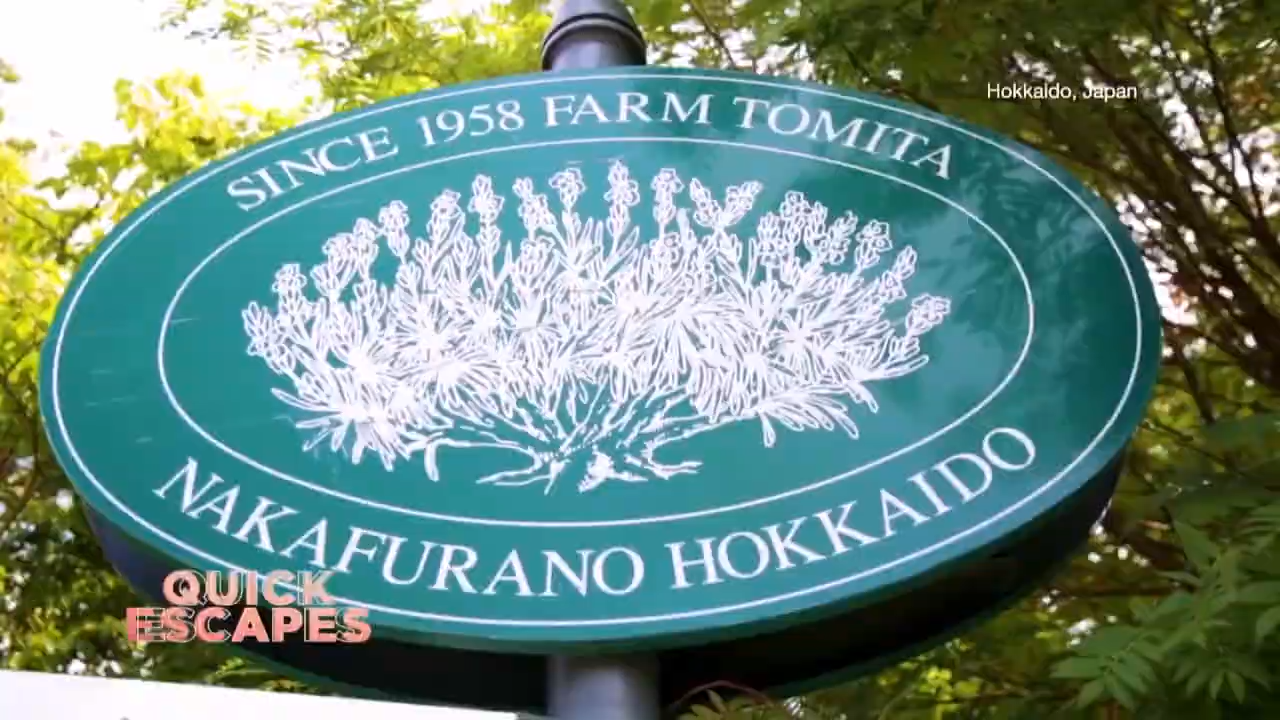 Hokkaido, Japan
SINCE 1958 FARM TOMITA
NAKAFURANO HOKKAIDO
QUICK
ESCAPES